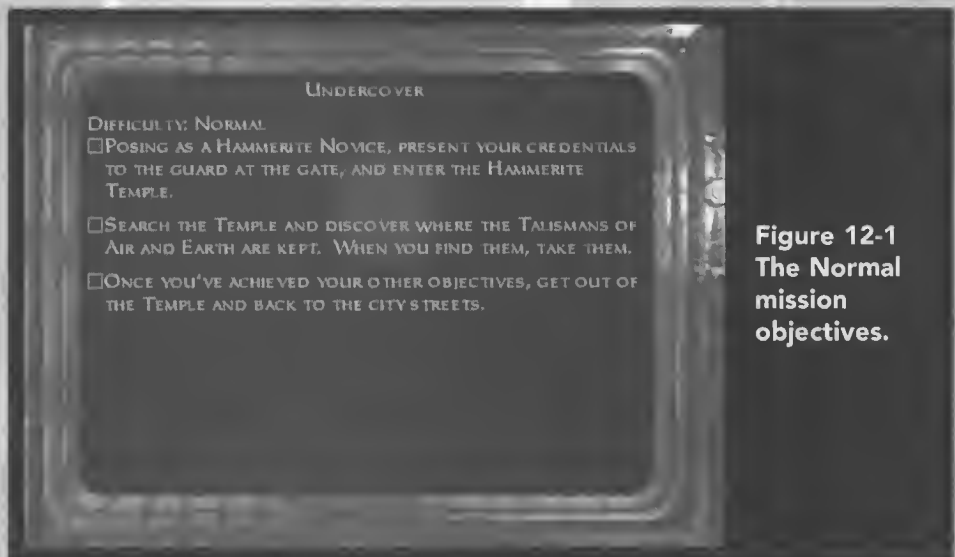 UNDERCOVER
DIFFICULTY: NORMAL
POSING AS A HAMMERITE NOVICE, PRESENT YOUR CREDENTIALS
TO THE GUARD AT THE GATE, AND ENTER THE HAMMERITE
TEMPLE.
SEARCH THE TEMPLE AND DISCOVER WHERE THE TALISMANS OF
AIR AND EARTH ARE KEPT. WHEN YOU FIND THEM, TAKE THEM.
ONCE YOU'VE ACHIEVED YOUR OTHER OBJECTIVES, GET OUT OF
THE TEMPLE AND BACK TO THE CITY STREETS.
Figure 12-1
The Normal
mission
objectives.